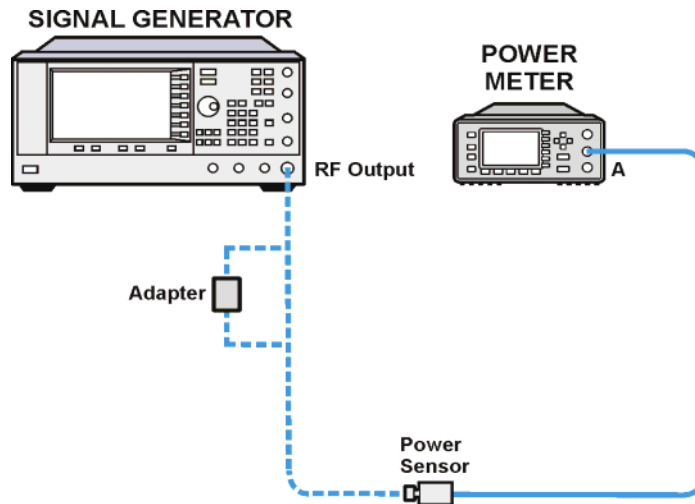 SIGNAL GENERATOR
POWER
METER
RF Output
A
Adapter
Power
Sensor